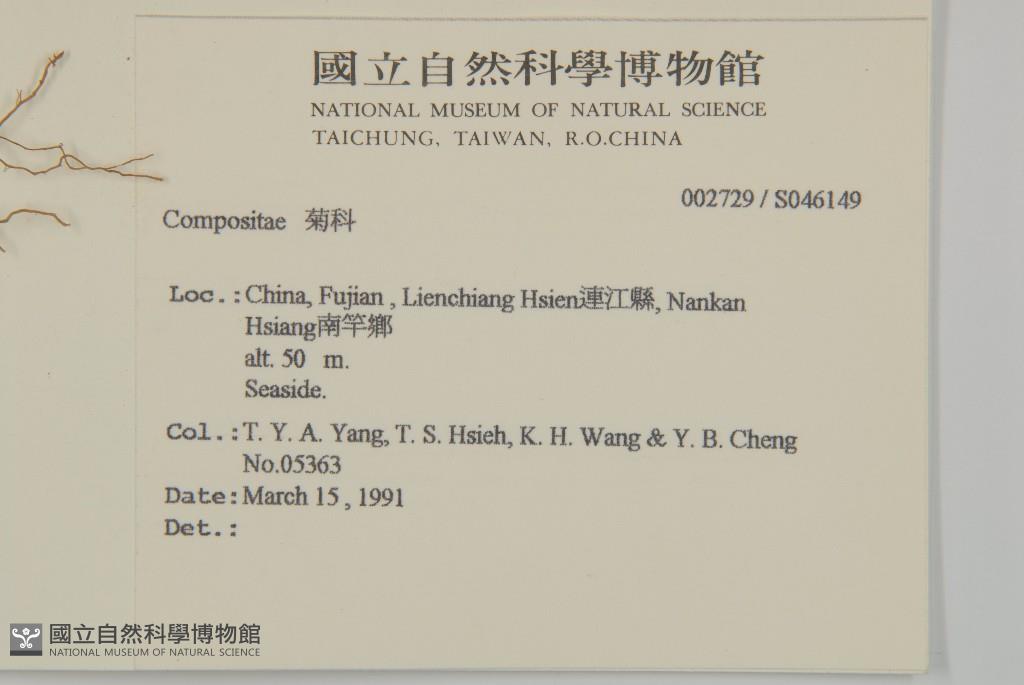 國立自然科學博物館
NATIONAL MUSEUM OF NATURAL SCIENCE
TAICHUNG, TAIWAN, R.O.CHINA
002729 / S046149
Compositae 菊科
Loc.: China, Fujian , Lienchiang Hsien連江縣, Nankan
Hsiang南竿鄉
alt. 50 m.
Seaside.
Col.: T. Y. A. Yang, T. S. Hsieh, K. H. Wang & Y. B. Cheng
No.05363
Date: March 15 , 1991
Det.:
國立自然科學博物館
NATIONAL MUSEUM OF NATURAL SCIENCE